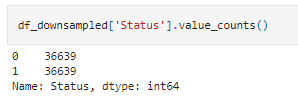 df_downsampled['Status'].value_counts()
0    36639
1    36639
Name: Status, dtype: int64